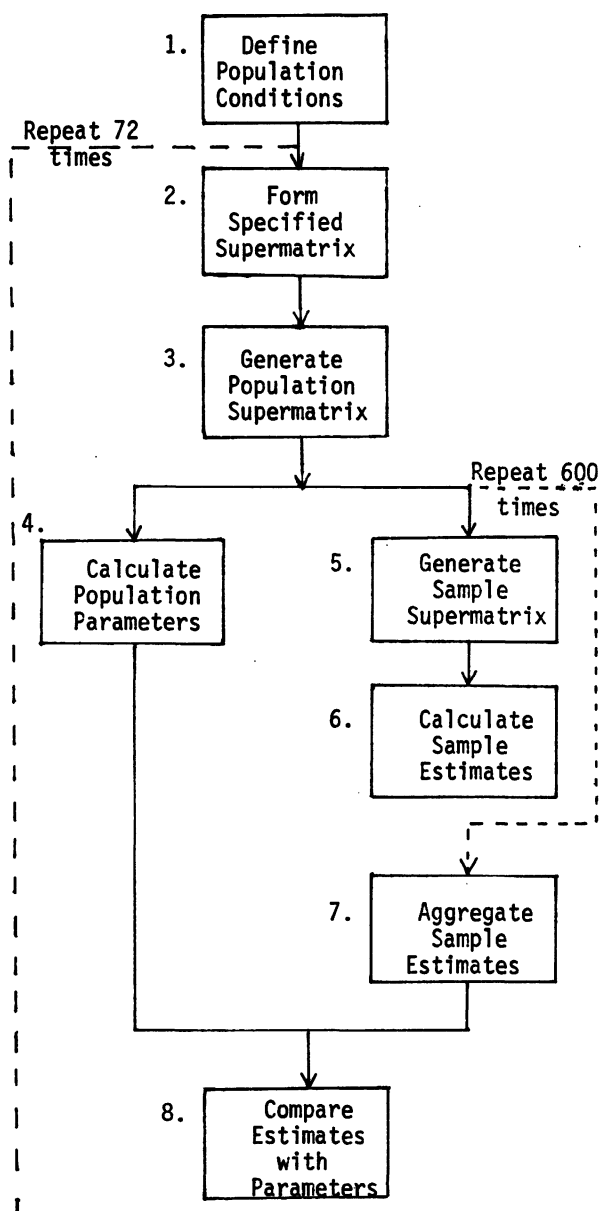 1.
Define
Population
Conditions
Repeat 72
times
2.
Form
Specified
Supermatrix
3.
Generate
Population
Supermatrix
Repeat 600
times
4.
Calculate
Population
Parameters
5.
Generate
Sample
Supermatrix
6.
Calculate
Sample
Estimates
7.
Aggregate
Sample
Estimates
8.
Compare
Estimates
with
Parameters